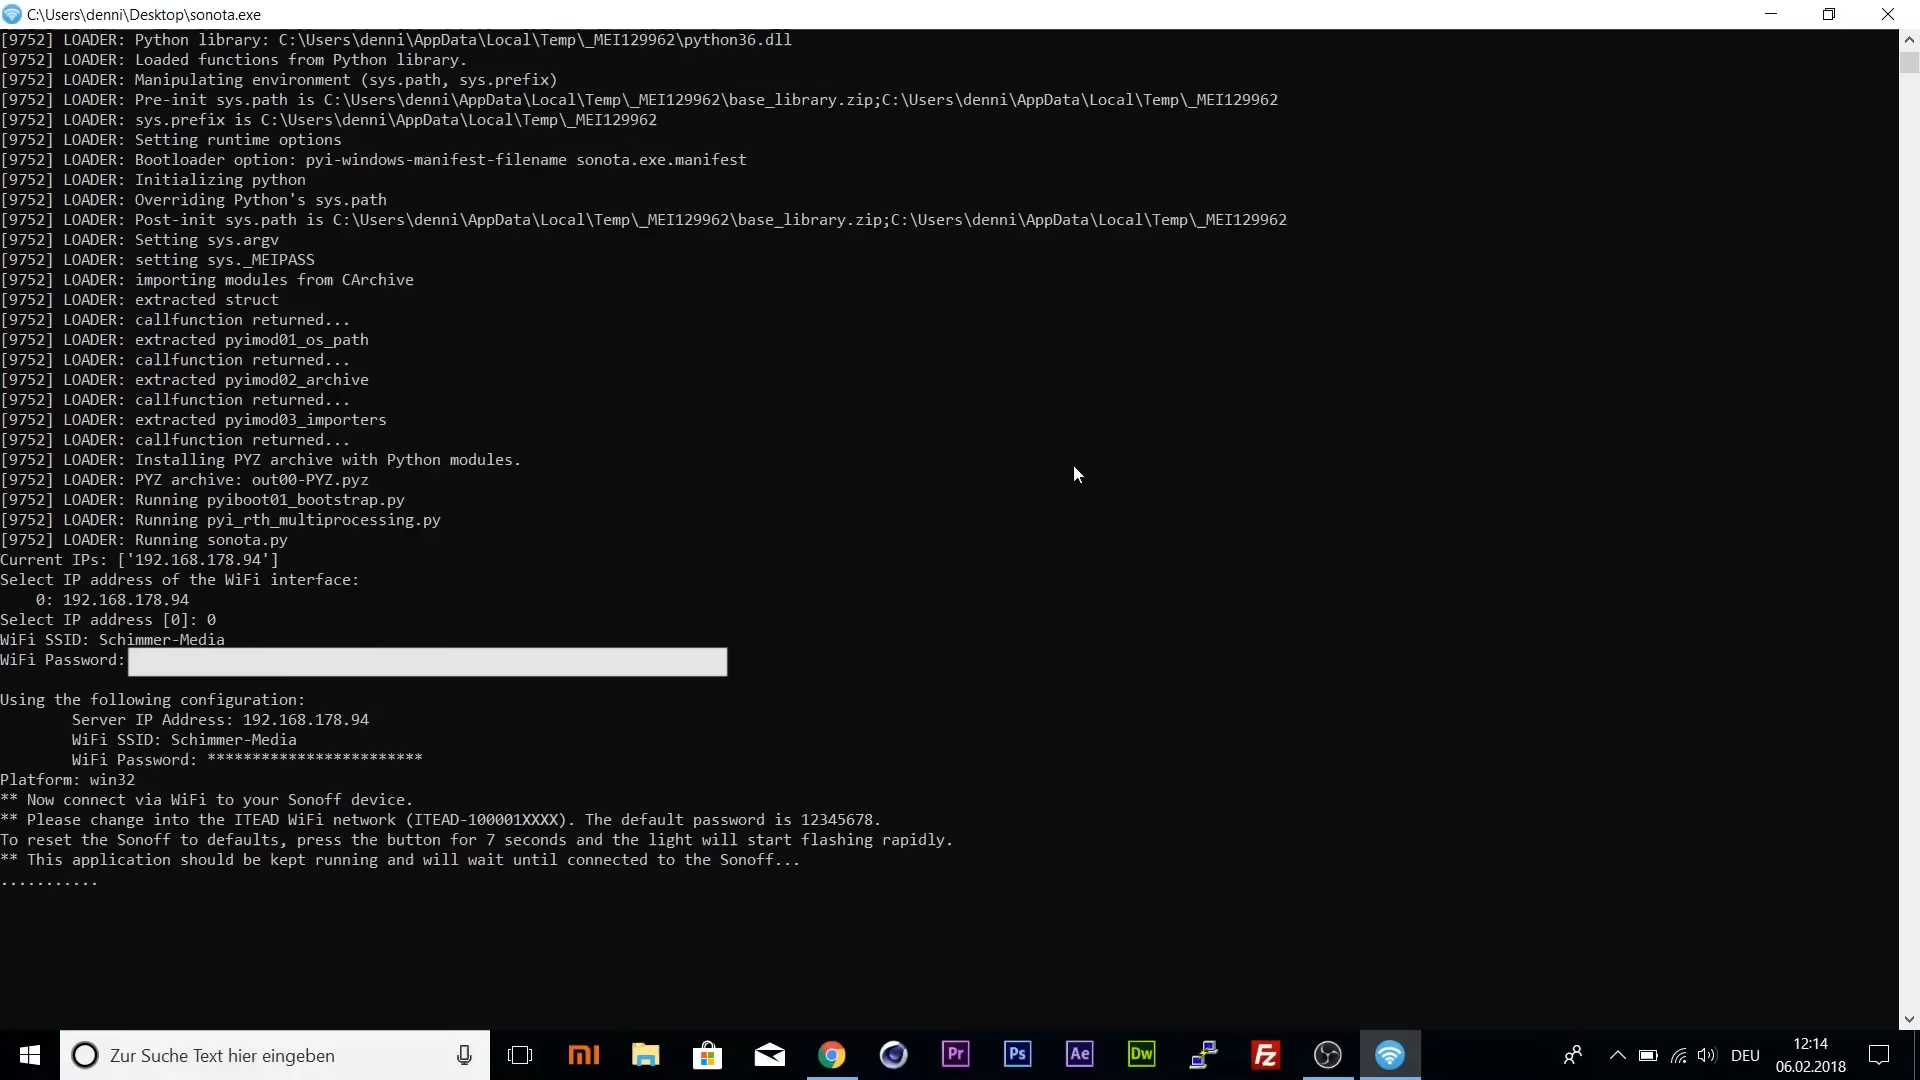 C:\Users\denni\Desktop\sonota.exe
[9752] LOADER: Python library: C:\Users\denni\AppData\Local\Temp\_MEI129962\python36.dll
[9752] LOADER: Loaded functions from Python library.
[9752] LOADER: Manipulating environment (sys.path, sys.prefix)
[9752] LOADER: Pre-init sys.path is C:\Users\denni\AppData\Local\Temp\_MEI129962\base_library.zip;C:\Users\denni\AppData\Local\Temp\_MEI129962
[9752] LOADER: sys.prefix is C:\Users\denni\AppData\Local\Temp\_MEI129962
[9752] LOADER: Setting runtime options
[9752] LOADER: Bootloader option: pyi-windows-manifest-filename sonota.exe.manifest
[9752] LOADER: Initializing python
[9752] LOADER: Overriding Python's sys.path
[9752] LOADER: Post-init sys.path is C:\Users\denni\AppData\Local\Temp\_MEI129962\base_library.zip;C:\Users\denni\AppData\Local\Temp\_MEI129962
[9752] LOADER: Setting sys.argv
[9752] LOADER: setting sys._MEIPASS
[9752] LOADER: importing modules from CArchive
[9752] LOADER: extracted struct
[9752] LOADER: callfunction returned...
[9752] LOADER: extracted pyimod01_os_path
[9752] LOADER: callfunction returned...
[9752] LOADER: extracted pyimod02_archive
[9752] LOADER: callfunction returned...
[9752] LOADER: extracted pyimod03_importers
[9752] LOADER: callfunction returned...
[9752] LOADER: Installing PYZ archive with Python modules.
[9752] LOADER: PYZ archive: out00-PYZ.pyz
[9752] LOADER: Running pyiboot01_bootstrap.py
[9752] LOADER: Running pyi_rth_multiprocessing.py
[9752] LOADER: Running sonota.py
Current IPs: ['192.168.178.94']
Select IP address of the WiFi interface:
    0: 192.168.178.94
Select IP address [0]: 0
WiFi SSID: Schimmer-Media
WiFi Password:
Using the following configuration:
        Server IP Address: 192.168.178.94
        WiFi SSID: Schimmer-Media
        WiFi Password: ************************
Platform: win32
** Now connect via WiFi to your Sonoff device.
** Please change into the ITEAD WiFi network (ITEAD-100001XXXX). The default password is 12345678.
To reset the Sonoff to defaults, press the button for 7 seconds and the light will start flashing rapidly.
** This application should be kept running and will wait until connected to the Sonoff...
...........
Zur Suche Text hier eingeben
mi
Pr
Ps
Ae
Dw
Fz
DEU
12:14
06.02.2018